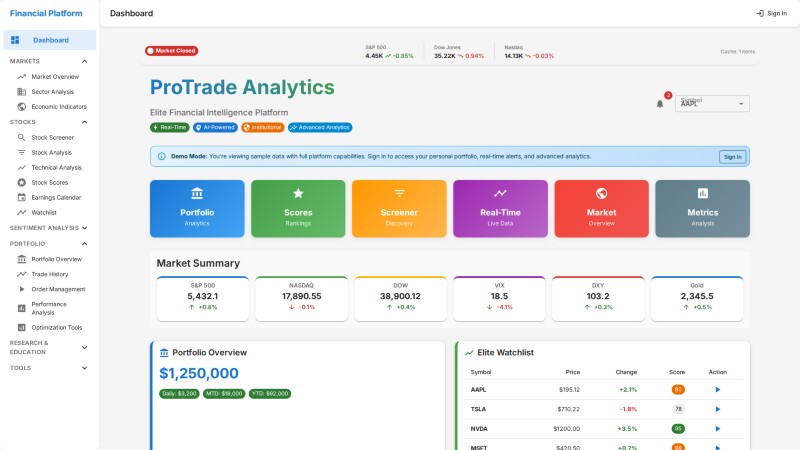 Financial Platform
Dashboard
Sign In
Dashboard
MARKETS
Market Overview
Sector Analysis
Economic Indicators
STOCKS
Stock Screener
Stock Analysis
Technical Analysis
Stock Scores
Earnings Calendar
Watchlist
SENTIMENT ANALYSIS
PORTFOLIO
Portfolio Overview
Trade History
Order Management
Performance
Analysis
Optimization Tools
RESEARCH &
EDUCATION
TOOLS
Market Closed
S&P 500
4.45K -0.85%
Dow Jones
35.22K 0.94%
Nasdaq
14.13K -0.03%
Cache: 1 items
ProTrade Analytics
Elite Financial Intelligence Platform
Real-Time
AI-Powered
Institutional
Advanced Analytics
3
Symbol
AAPL
Demo Mode: You're viewing sample data with full platform capabilities. Sign in to access your personal portfolio, real-time alerts, and advanced analytics.
Sign In
Portfolio
Analytics
Scores
Rankings
Screener
Discovery
Real-Time
Live Data
Market
Overview
Metrics
Analysis
Market Summary
S&P 500
5,432.1
+0.8%
NASDAQ
17,890.55
-0.1%
DOW
38,900.12
+0.4%
VIX
18.5
-4.1%
DXY
103.2
+0.3%
Gold
2,345.5
+0.5%
Portfolio Overview
$1,250,000
Daily: $3,200
MTD: $18,000
YTD: $92,000
Elite Watchlist
Symbol Price Change Score Action
AAPL $195.12 +2.1% 87
TSLA $710.22 -1.8% 78
NVDA $1200.00 +3.5% 95
MSFT $420.50 +0.7%